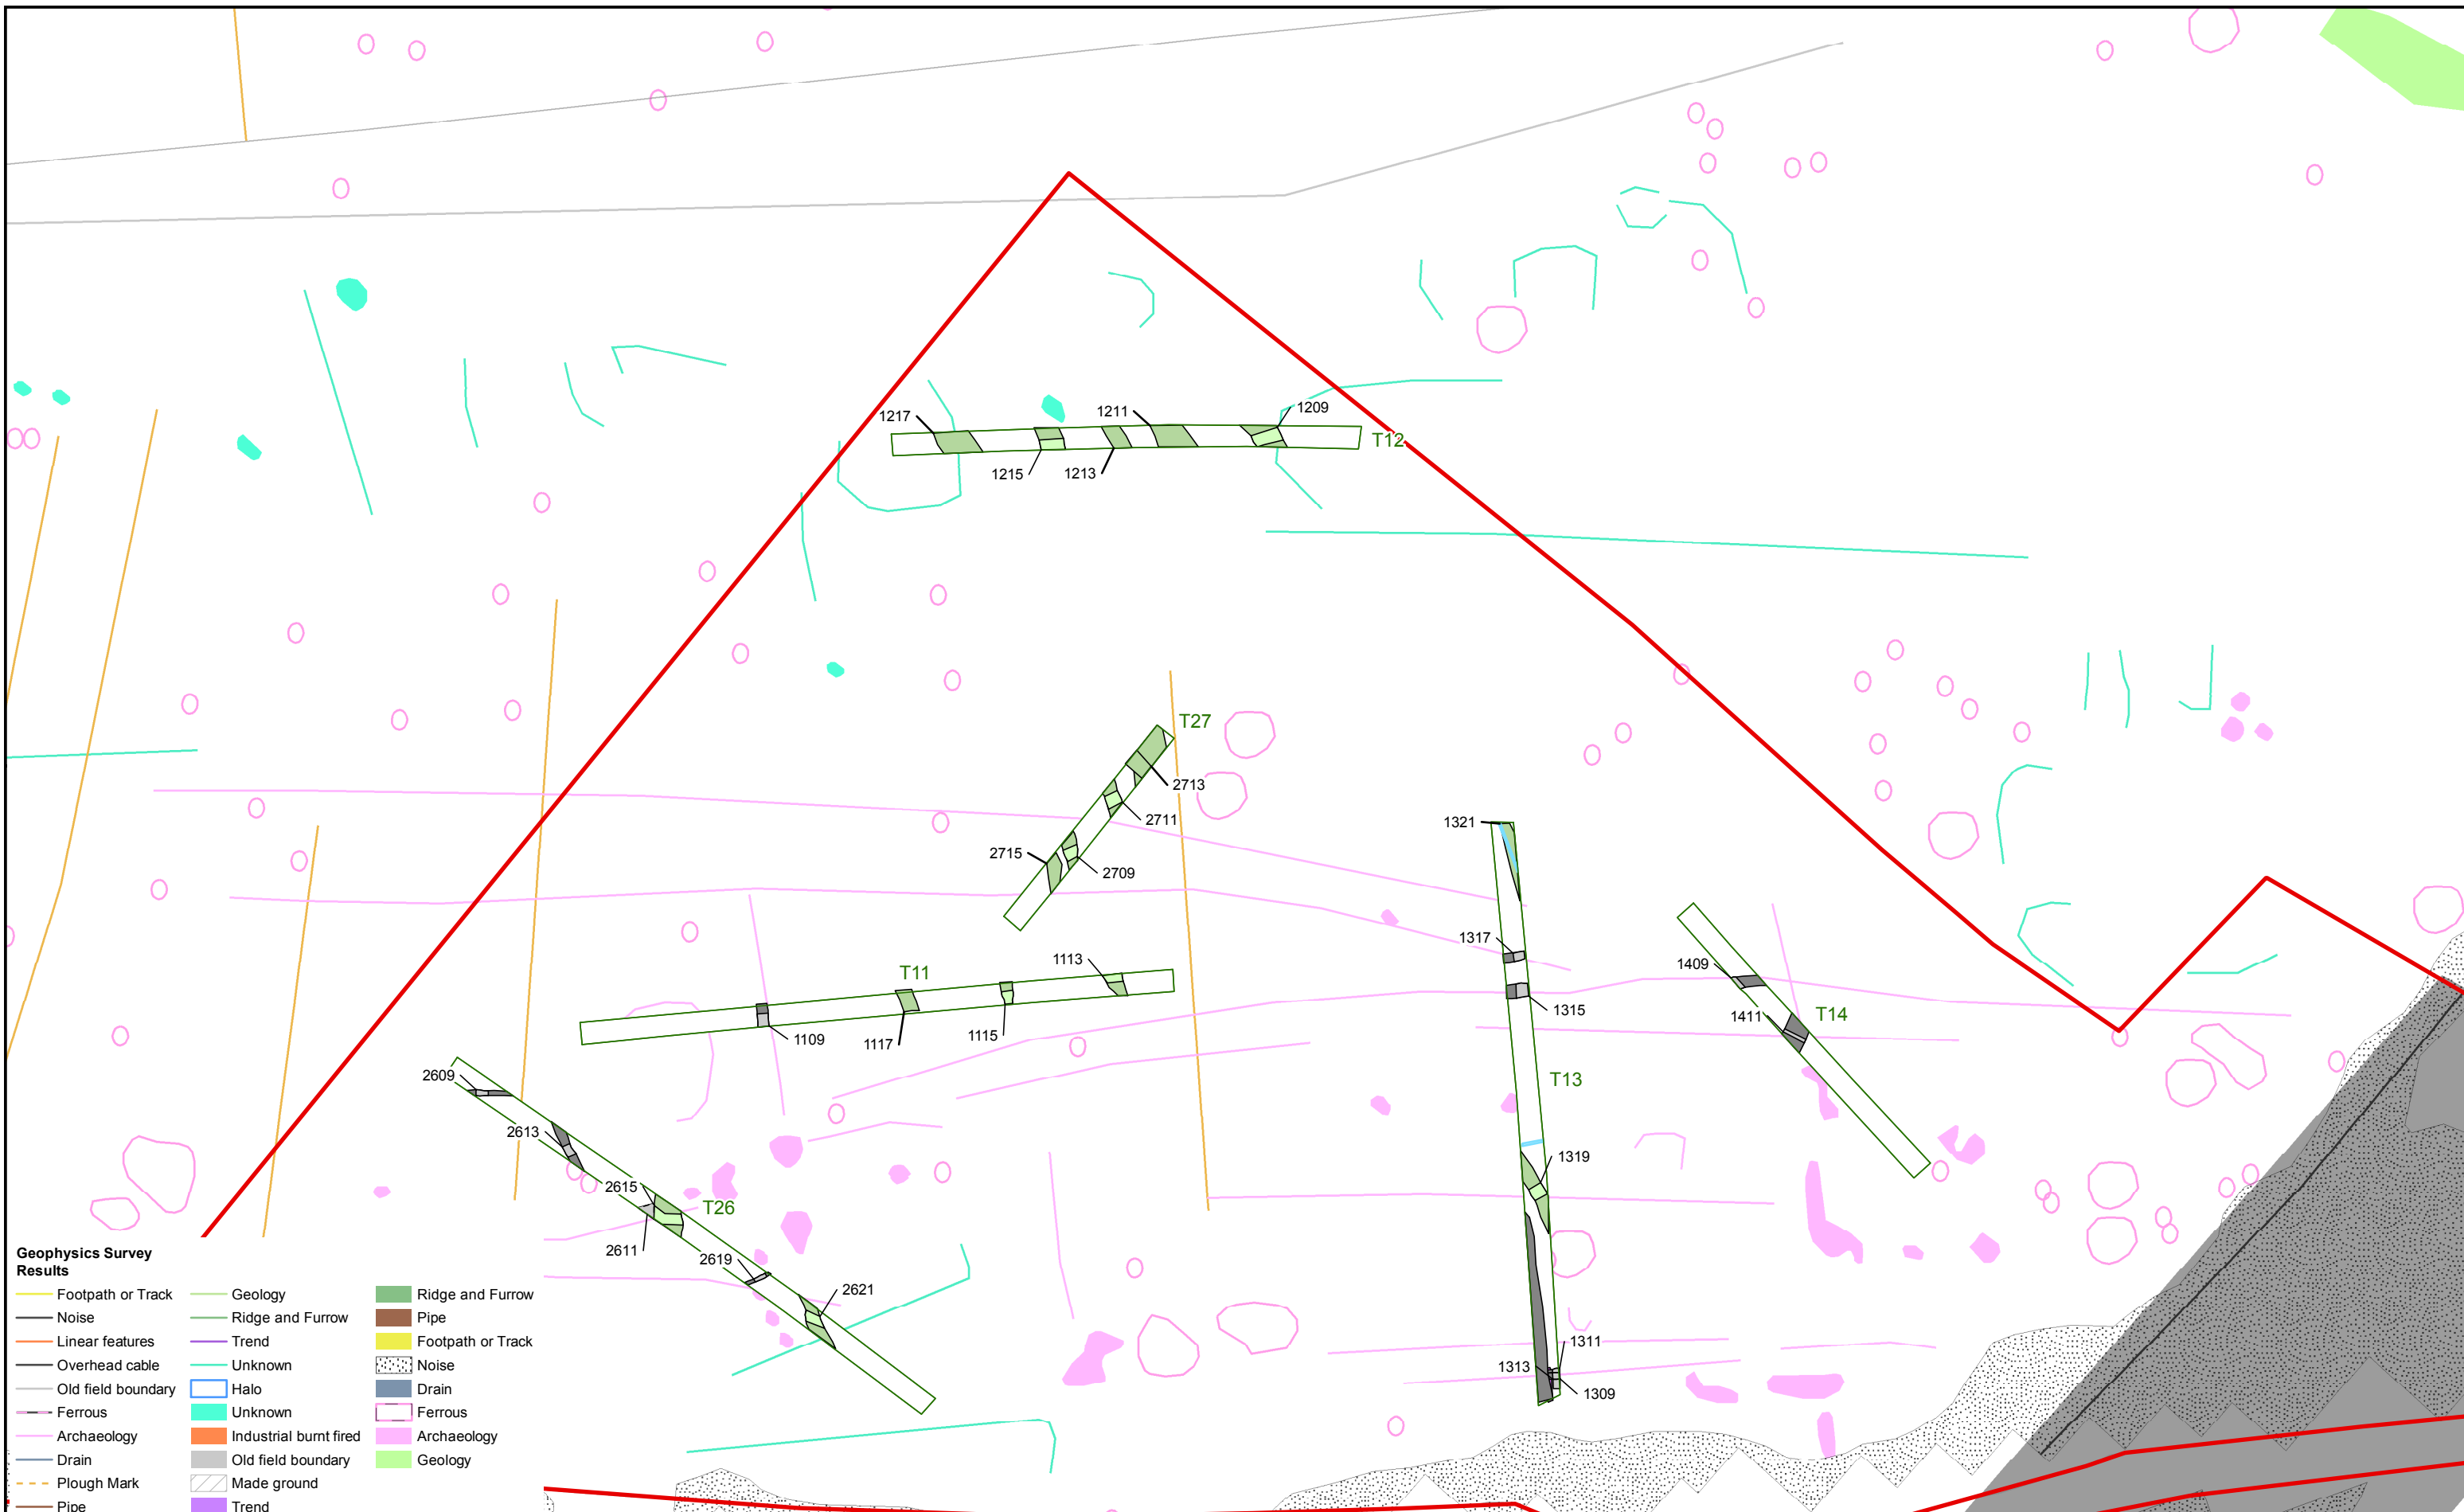 1217
1211
1209
T12
1215
1213
T27
2713
2711
2715
2709
1321
1317
1409
T11
1113
1315
1411
T14
1109
1117
1115
T13
2609
2613
1319
2615
T26
2611
2619
2621
1311
1313
1309
Geophysics Survey
Results
Footpath or Track
Geology
Ridge and Furrow
Noise
Ridge and Furrow
Pipe
Linear features
Trend
Footpath or Track
Overhead cable
Unknown
Noise
Old field boundary
Halo
Drain
Ferrous
Unknown
Ferrous
Archaeology
Industrial burnt fired
Archaeology
Drain
Old field boundary
Geology
Plough Mark
Made ground
Pipe
Trend